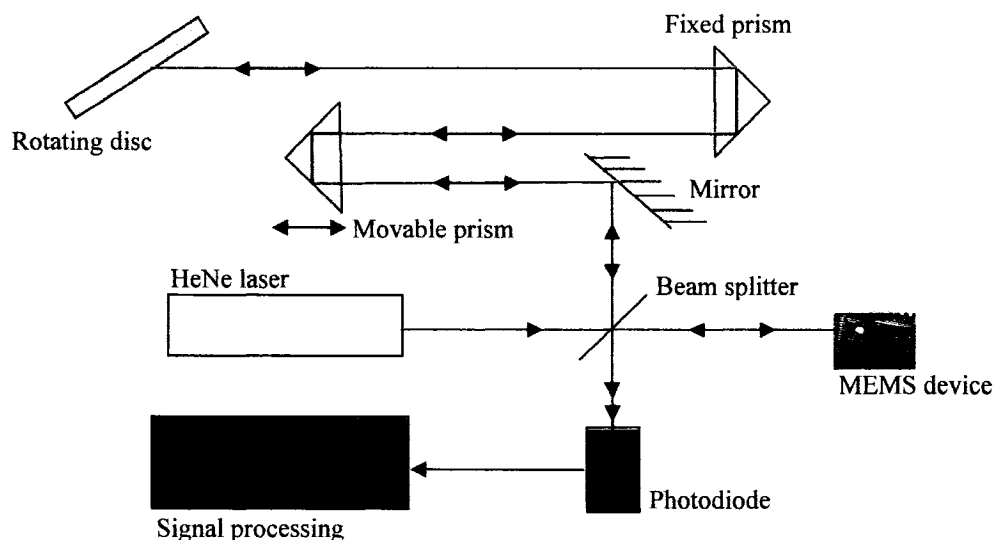 Fixed prism
Rotating disc
Mirror
Movable prism
HeNe laser
Beam splitter
MEMS device
Photodiode
Signal processing